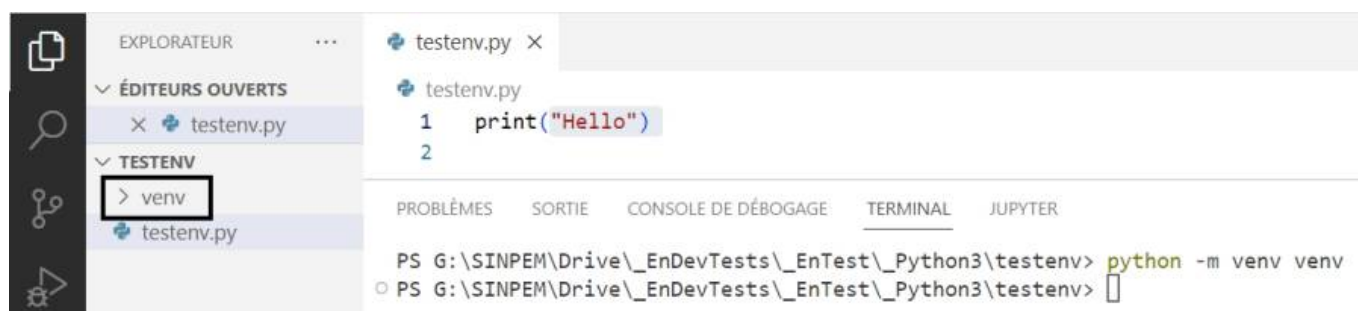 EXPLORATEUR ...
ÉDITEURS OUVERTS
testenv.py
TESTENV
venv
testenv.py
testenv.py
testenv.py
1 print("Hello")
2
PROBLÈMES SORTIE CONSOLE DE DÉBOGAGE TERMINAL JUPYTER
PS G:\SINPEM\Drive\_EnDevTests\_EnTest\_Python3\testenv> python -m venv venv
PS G:\SINPEM\Drive\_EnDevTests\_EnTest\_Python3\testenv>